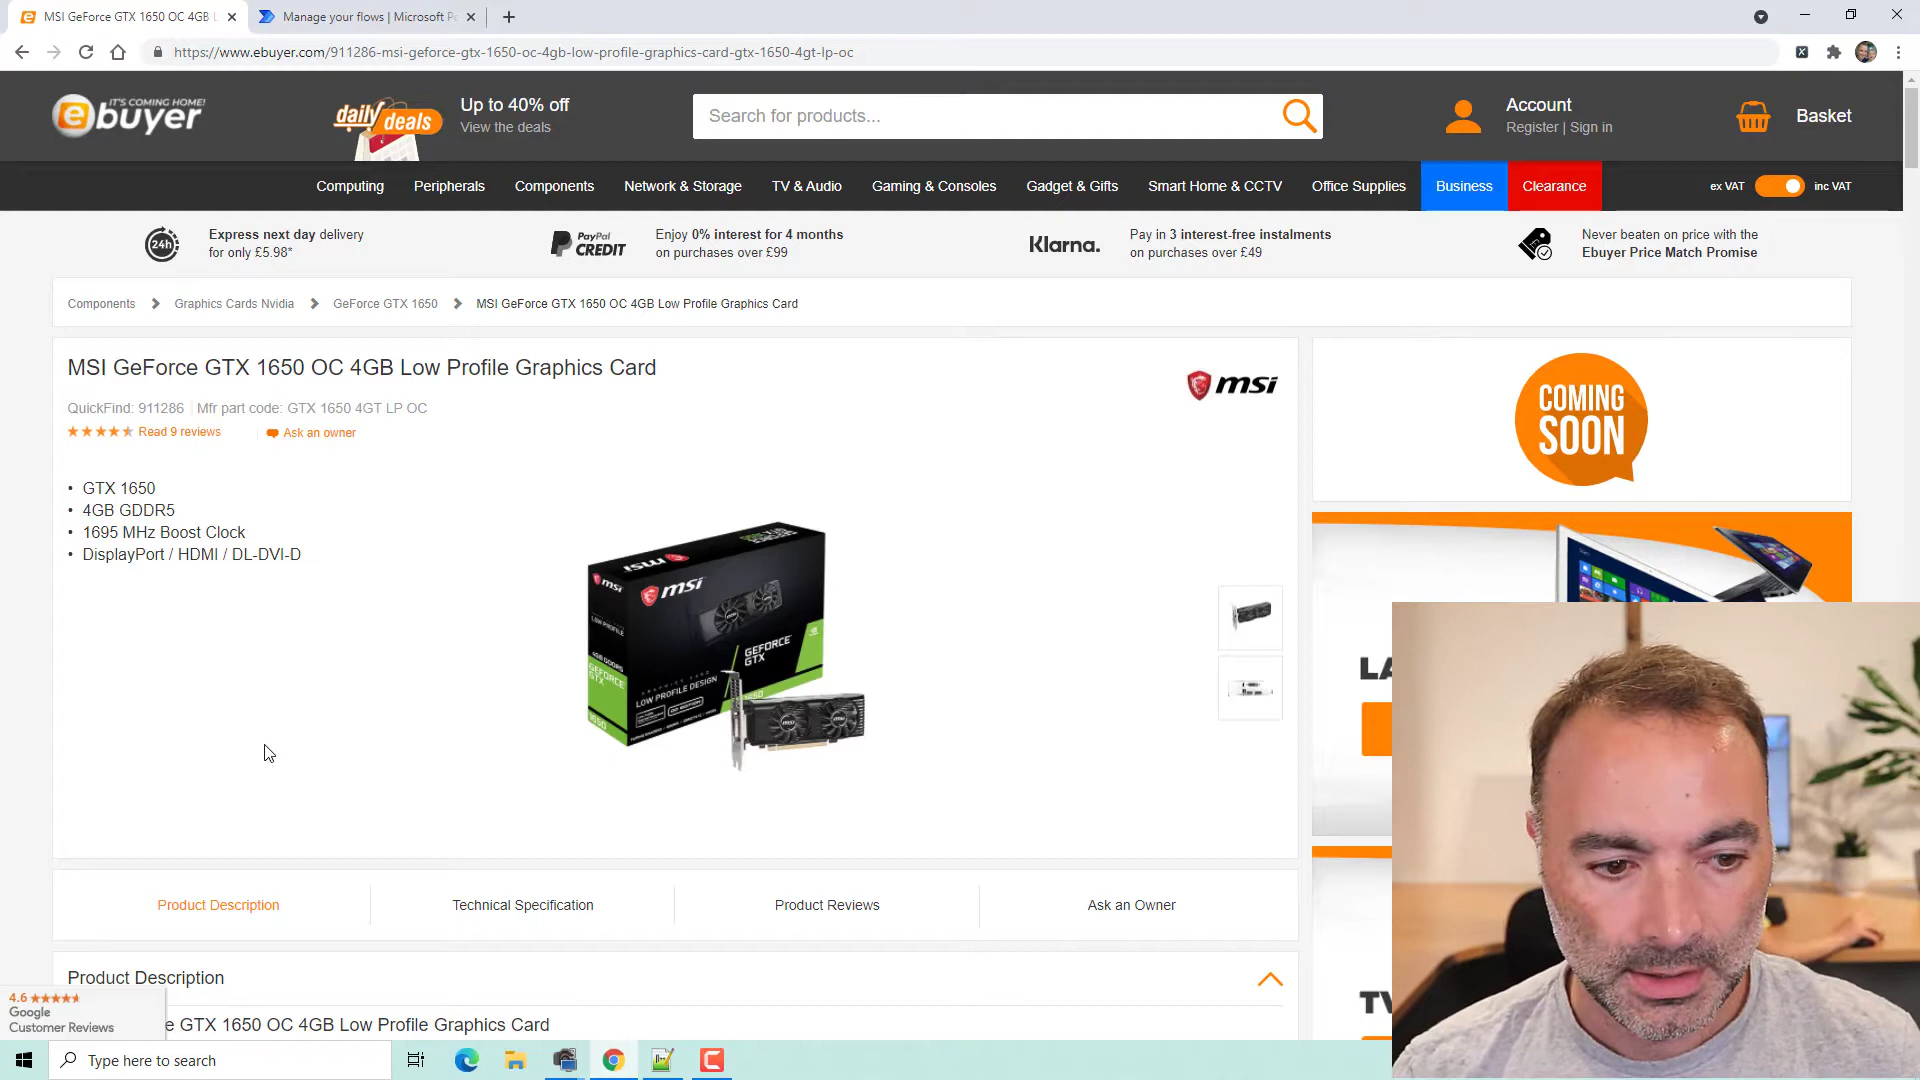 MSI GeForce GTX 1650 OC 4GB L
Manage your flows | Microsoft Po
https://www.ebuyer.com/911286-msi-geforce-gtx-1650-oc-4gb-low-profile-graphics-card-gtx-1650-4gt-lp-oc
IT'S COMING HOME!
ebuyer
daily deals
Up to 40% off
View the deals
Search for products...
Account
Register | Sign in
Basket
Computing
Peripherals
Components
Network & Storage
TV & Audio
Gaming & Consoles
Gadget & Gifts
Smart Home & CCTV
Office Supplies
Business
Clearance
ex VAT
inc VAT
24h
Express next day delivery
for only £5.98*
PayPal
CREDIT
Enjoy 0% interest for 4 months
on purchases over £99
Klarna.
Pay in 3 interest-free instalments
on purchases over £49
Never beaten on price with the
Ebuyer Price Match Promise
Components
Graphics Cards Nvidia
GeForce GTX 1650
MSI GeForce GTX 1650 OC 4GB Low Profile Graphics Card
MSI GeForce GTX 1650 OC 4GB Low Profile Graphics Card
msi
QuickFind: 911286
Mfr part code: GTX 1650 4GT LP OC
Read 9 reviews
Ask an owner
COMING
SOON
• GTX 1650
• 4GB GDDR5
• 1695 MHz Boost Clock
• DisplayPort / HDMI / DL-DVI-D
msi
msi
msi
GEFORCE
GTX
LOW PROFILE DESIGN
GEFORCE
GTX
1650
LA
Product Description
Technical Specification
Product Reviews
Ask an Owner
Product Description
4.6
Google
Customer Reviews
e GTX 1650 OC 4GB Low Profile Graphics Card
TV
Type here to search